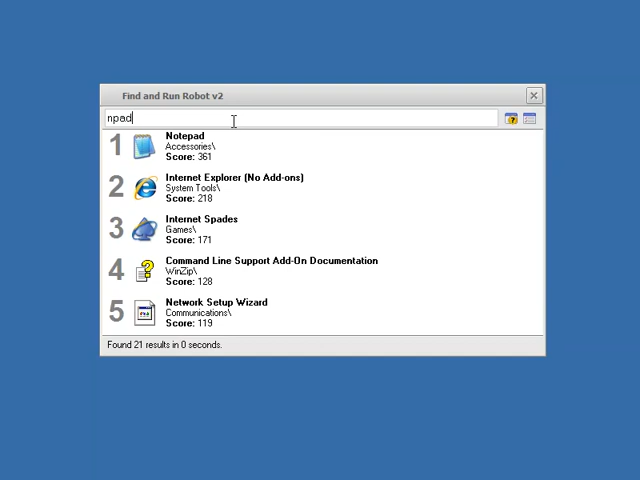 Find and Run Robot v2
npad
1
Notepad
Accessories\
Score: 361
2
Internet Explorer (No Add-ons)
System Tools\
Score: 218
3
Internet Spades
Games\
Score: 171
4
Command Line Support Add-On Documentation
WinZip\
Score: 128
5
Network Setup Wizard
Communications\
Score: 119
Found 21 results in 0 seconds.